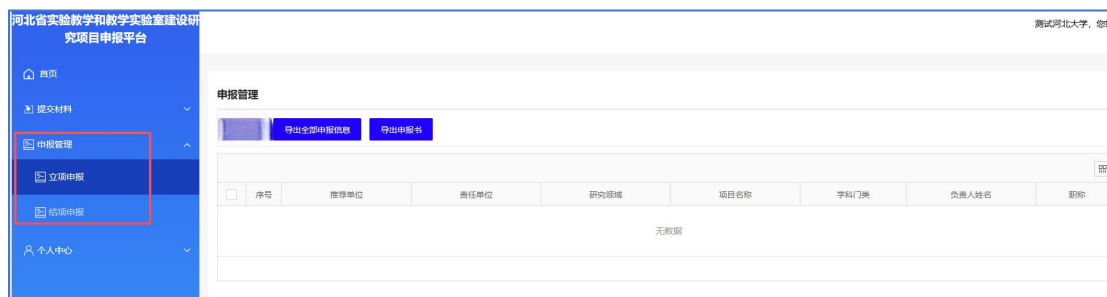 河北省实验教学和教学实验室建设研
究项目申报平台
测试河北大学，您
首页
提交材料
申报管理
立项申报
结项申报
个人中心
申报管理
导出全部申报信息 导出申报书
序号 推荐单位 责任单位 研究领域 项目名称 学科门类 负责人姓名 职称
无数据